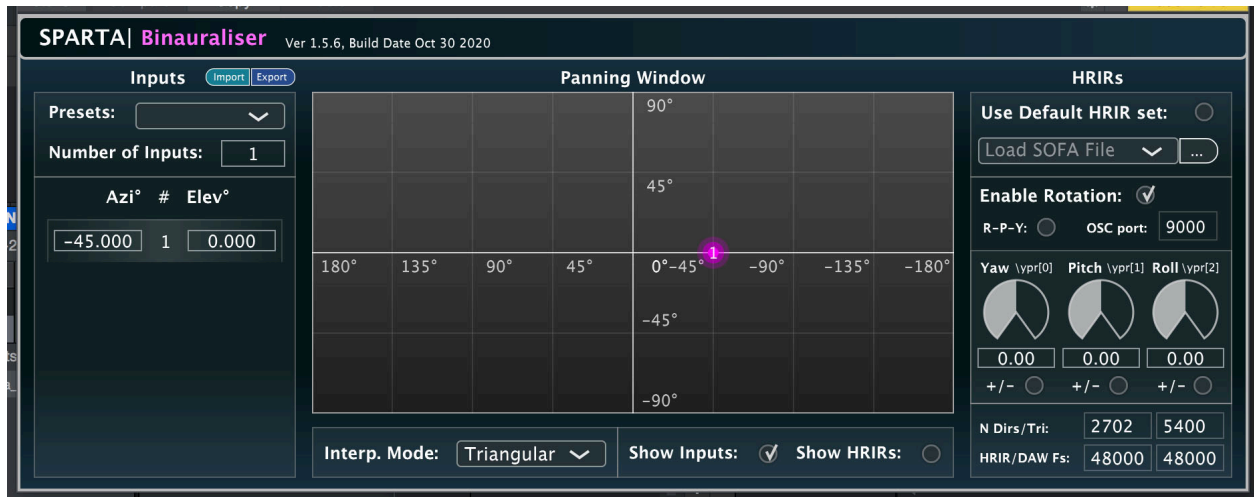 SPARTA| Binauraliser Ver 1.5.6, Build Date Oct 30 2020
Inputs Import Export
Presets:
Number of Inputs: 1
Azi° # Elev°
−45.000 1 0.000
Panning Window
90°
45°
1
180° 135° 90° 45° 0° −45° −90° −135° −180°
−45°
−90°
Interp. Mode: Triangular
Show Inputs: Show HRIRs:
HRIRs
Use Default HRIR set:
Load SOFA File ...
Enable Rotation:
R-P-Y: OSC port: 9000
Yaw \ypr[0] Pitch \ypr[1] Roll \ypr[2]
0.00 0.00 0.00
+/- +/- +/-
N Dirs/Tri: 2702 5400
HRIR/DAW Fs: 48000 48000